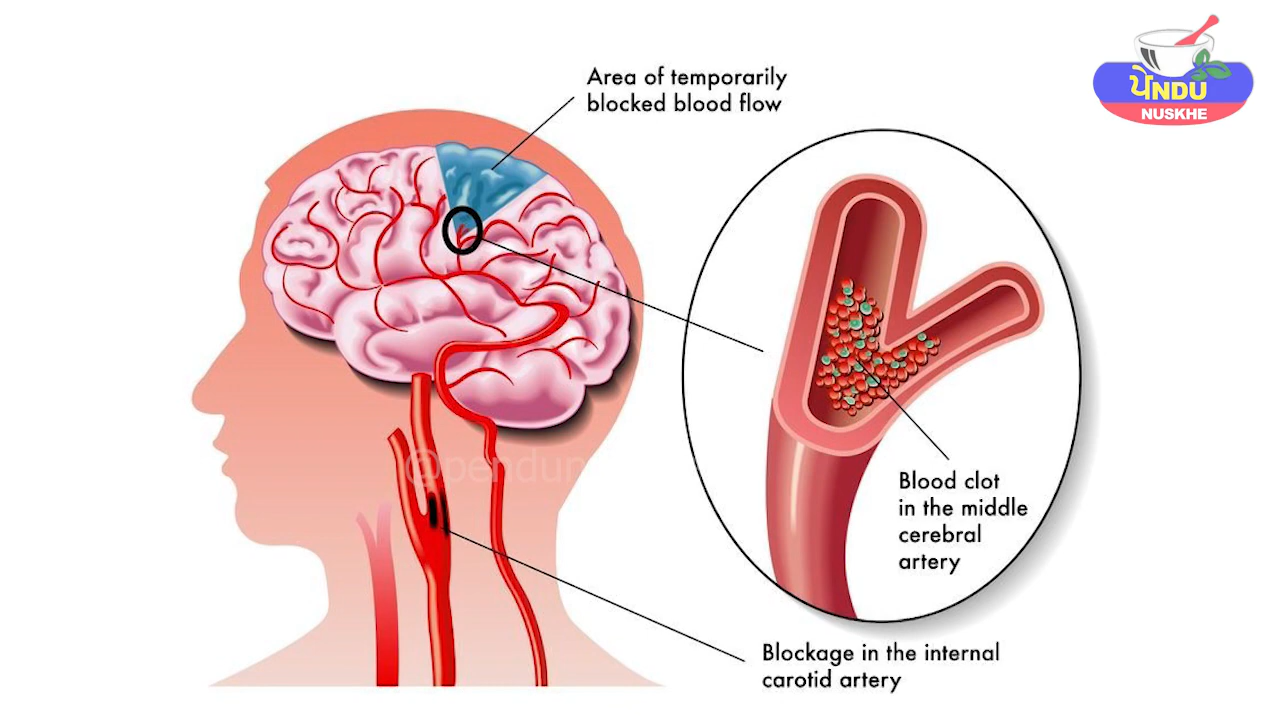 Area of temporarily
blocked blood flow
ਪੇNDU
NUSKHE
Blood clot
in the middle
cerebral
artery
Blockage in the internal
carotid artery